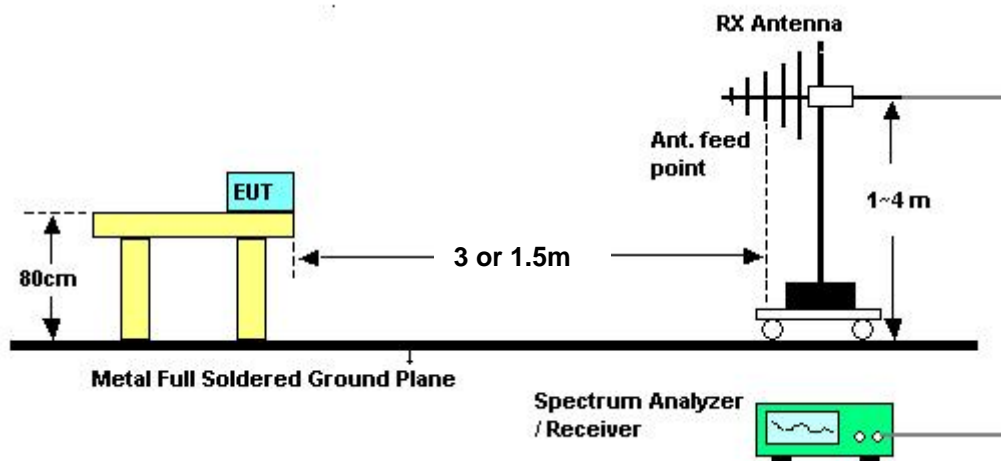 RX Antenna
Ant. feed
point
EUT
1~4 m
3 or 1.5m
80cm
Metal Full Soldered Ground Plane
Spectrum Analyzer
/ Receiver